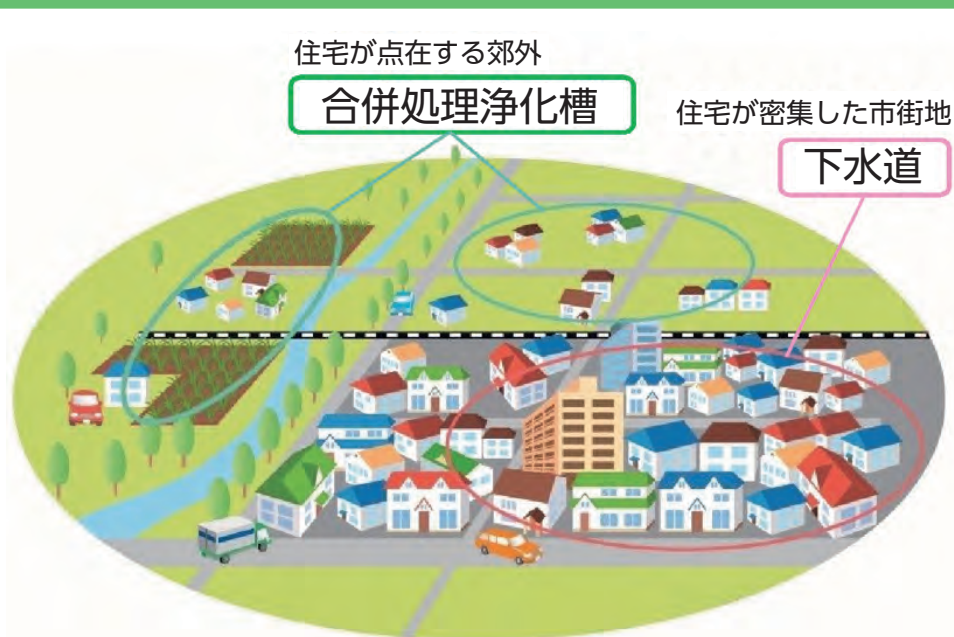 住宅が点在する郊外
合併処理浄化槽
住宅が密集した市街地
下水道